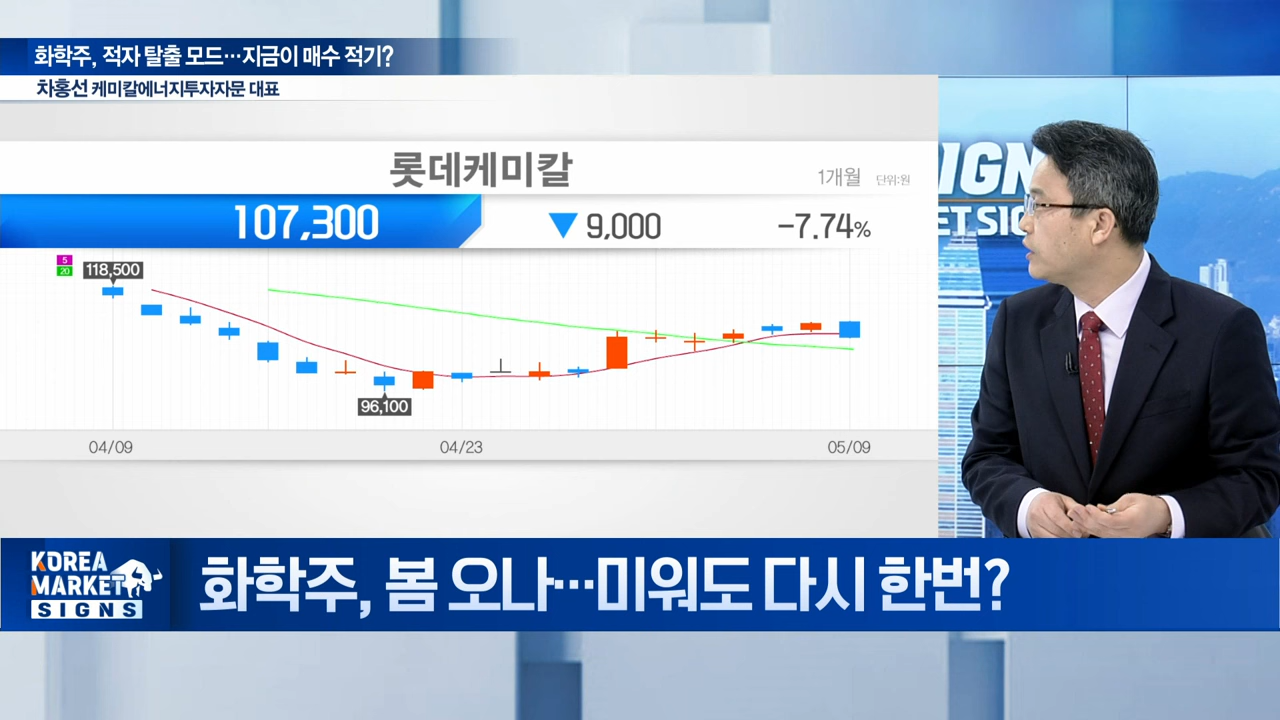 화학주, 적자 탈출 모드…지금이 매수 적기?
차홍선 케미칼에너지투자자문 대표
롯데케미칼
1개월 단위:원
107,300 ▼ 9,000 -7.74%
5
20
118,500
96,100
04/09 04/23 05/09
IGN
ET SIG
KOREA
MARKET
SIGNS
화학주, 봄 오나…미워도 다시 한번?